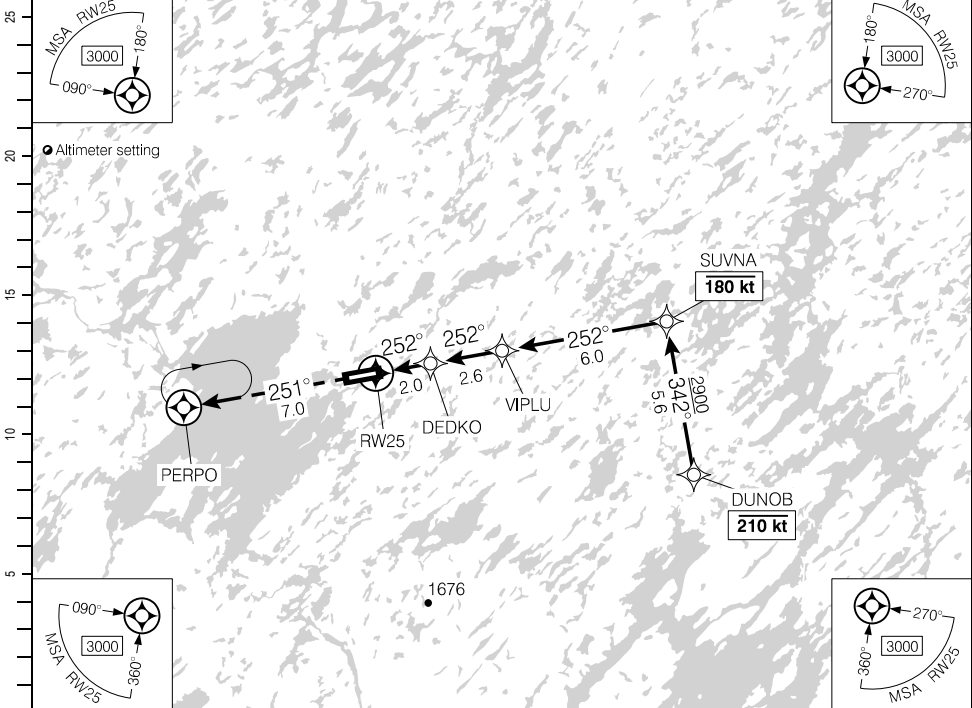 25
20
15
10
5
MSA RW25
3000
180°
090°
MSA RW25
3000
180°
270°
Altimeter setting
SUVNA
180 kt
252°
6.0
252°
2.6
252°
2.0
251°
7.0
VIPLU
DEDKO
RW25
PERPO
2900
342°
5.6
DUNOB
210 kt
1676
090°
3000
360°
MSA RW25
270°
3000
360°
MSA RW25